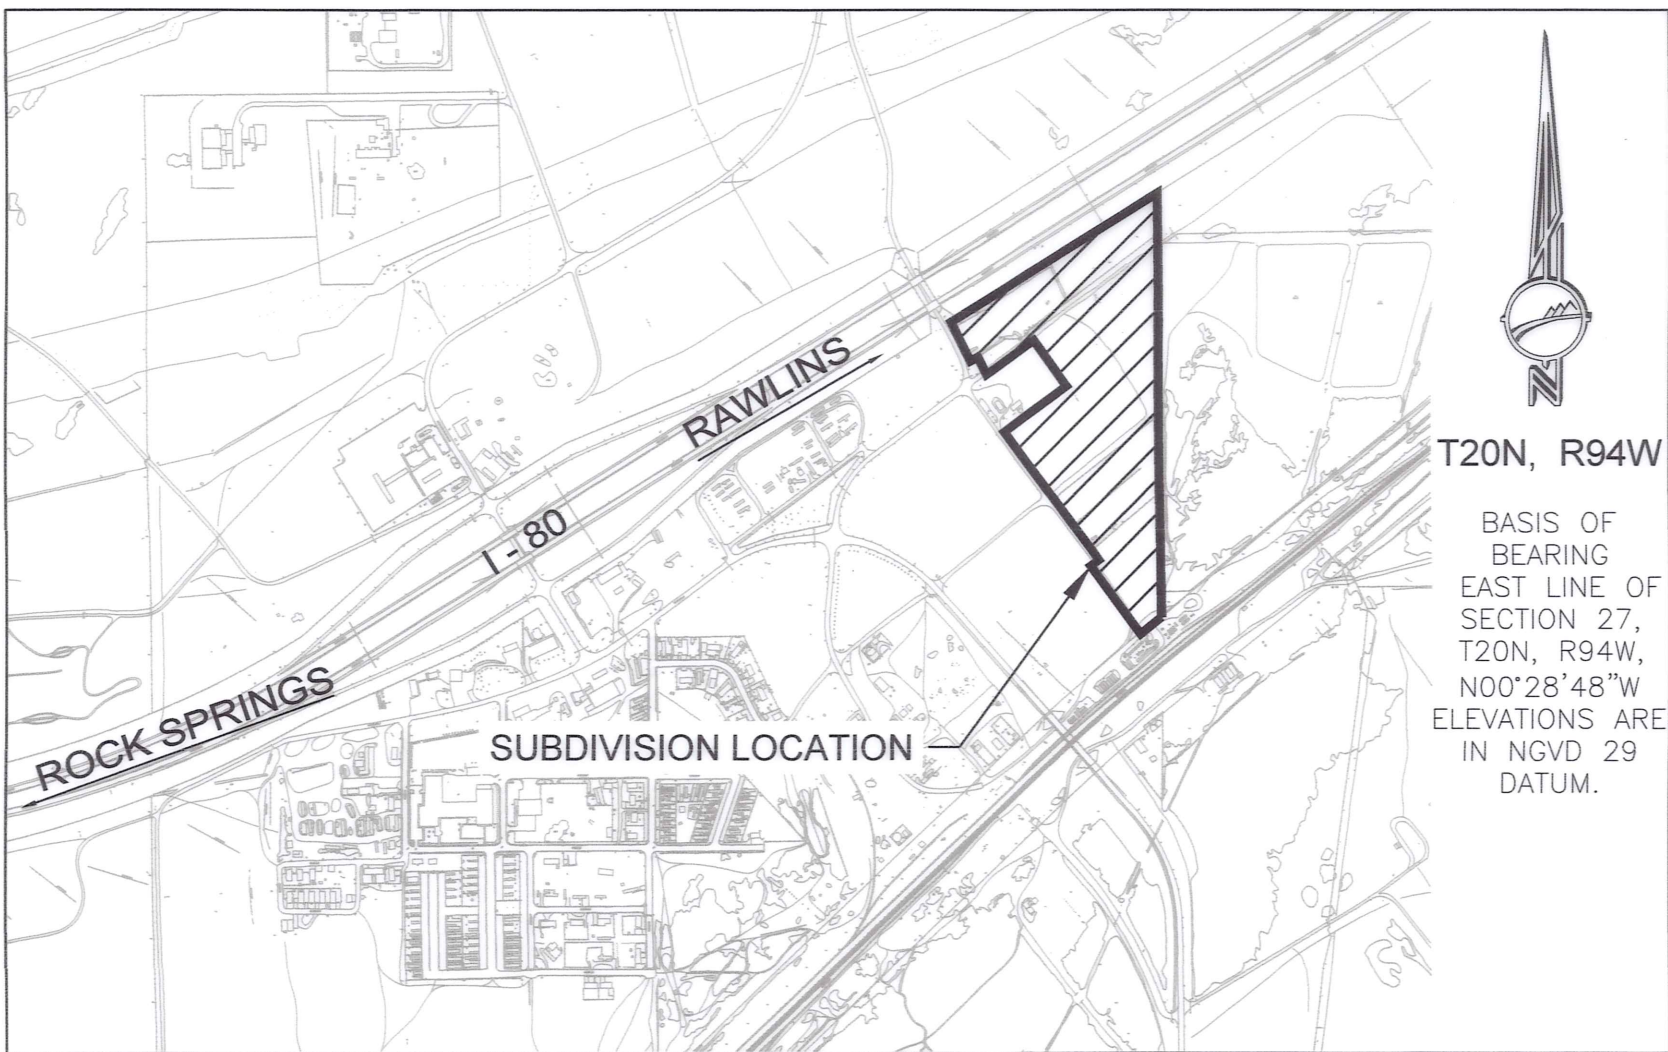 RAWLINS
I - 80
ROCK SPRINGS
SUBDIVISION LOCATION
N
T20N, R94W
BASIS OF
BEARING
EAST LINE OF
SECTION 27,
T20N, R94W,
N00°28'48"W
ELEVATIONS ARE
IN NGVD 29
DATUM.